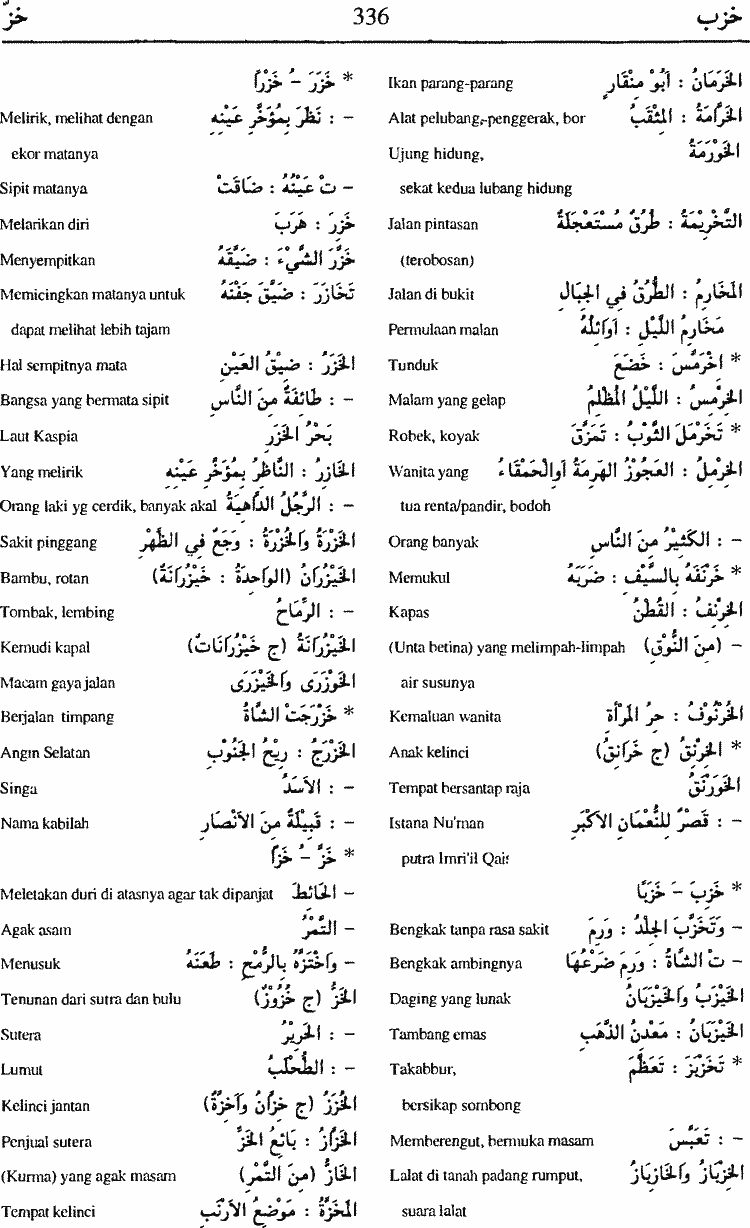 خزب 336 خزّ
الخَرْمَانُ : أَبُوْ مِنْقَارٍ Ikan parang-parang
الخَرَّامَةُ : المِثْقَبُ Alat pelubang,-penggerak, bor
الخَوْرَمَةُ Ujung hidung,
sekat kedua lubang hidung
التَّخْرِيْمَةُ : طُرُقٌ مُسْتَعْجَلَةٌ Jalan pintasan
(terobosan)
المَخَارِمُ : الطُّرُقُ فِي الجِبَالِ Jalan di bukit
مَخَارِمُ اللَّيْلِ : أَوَائِلُهُ Permulaan malan
* اخْرَمَّسَ : خَضَعَ Tunduk
الخِرْمِسُ : اللَّيْلُ المُظْلِمُ Malam yang gelap
* تَخَرْمَلَ الثَّوْبُ : تَمَزَّقَ Robek, koyak
الخِرْمِلُ : العَجُوْزُ الهَرِمَةُ أَوِالْحَمْقَاءُ Wanita yang
tua renta/pandir, bodoh
- : الكَثِيْرُ مِنَ النَّاسِ Orang banyak
* خَرْنَفَهُ بِالسَّيْفِ : ضَرَبَهُ Memukul
الخِرْنِفُ : القُطْنُ Kapas
- (مِنَ النُّوْقِ) (Unta betina) yang melimpah-limpah
air susunya
الخُرْنُوْفُ : حِرُ المَرْأَةِ Kemaluan wanita
* الخِرْنِقُ (ج خَرَانِقُ) Anak kelinci
الخَوَرْنَقُ Tempat bersantap raja
- : قَصْرٌ لِلنُّعْمَانِ الأَكْبَرِ Istana Nu'man
putra Imri'il Qais
* خَزِبَ - خَزَبًا
- وَتَخَزَّبَ الجِلْدُ : وَرِمَ Bengkak tanpa rasa sakit
- تْ الشَّاةُ : وَرِمَ ضَرْعُهَا Bengkak ambingnya
الخَيْزَبُ وَالخَيْزَبَانُ Daging yang lunak
الخَيْزَبَانُ : مَعْدِنُ الذَّهَبِ Tambang emas
* تَخَزْبَزَ : تَعَظَّمَ Takabbur,
bersikap sombong
- : تَعَبَّسَ Memberengut, bermuka masam
الخِزْبَازُ وَالخَازِبَازُ Lalat di tanah padang rumput,
suara lalat
* خَزَرَ - ُ خَزْرًا
- : نَظَرَ بِمُؤَخَّرِ عَيْنِهِ Melirik, melihat dengan
ekor matanya
- تْ عَيْنُهُ : ضَاقَتْ Sipit matanya
خَزَرَ : هَرَبَ Melarikan diri
خَزَّرَ الشَّيْءَ : ضَيَّقَهُ Menyempitkan
تَخَازَرَ : ضَيَّقَ جَفْنَهُ Memicingkan matanya untuk
dapat melihat lebih tajam
الخَزَرُ : ضِيْقُ العَيْنِ Hal sempitnya mata
- : طَائِفَةٌ مِنَ النَّاسِ Bangsa yang bermata sipit
بَحْرُ الخَزَرِ Laut Kaspia
الخَازِرُ : النَّاظِرُ بِمُؤَخَّرِ عَيْنِهِ Yang melirik
- : الرَّجُلُ الدَّاهِيَةُ Orang laki yg cerdik, banyak akal
الخَزَرَةُ وَالخُزَرَةُ : وَجَعٌ فِي الظَّهْرِ Sakit pinggang
الخَيْزُرَانُ (الوَاحِدَةُ : خَيْزُرَانَةٌ) Bambu, rotan
- : الرِّمَاحُ Tombak, lembing
الخَيْزُرَانَةُ (ج خَيْزُرَانَاتٌ) Kemudi kapal
الخَوْزَرَى وَالخَيْزَرَى Macam gaya jalan
* خَزْرَجَتْ الشَّاةُ Berjalan timpang
الخَزْرَجُ : رِيْحُ الجَنُوْبِ Angin Selatan
- : الأَسَدُ Singa
- : قَبِيْلَةٌ مِنَ الأَنْصَارِ Nama kabilah
* خَزَّ - ُ خَزًّا
- الحَائِطَ Meletakan duri di atasnya agar tak dipanjat
- التَّمْرُ Agak asam
- وَاخْتَزَّهُ بِالرُّمْحِ : طَعَنَهُ Menusuk
الخَزُّ (ج خُزُوْزٌ) Tenunan dari sutra dan bulu
- : الحَرِيْرُ Sutera
- : الطُّحْلَبُ Lumut
الخُزَزُ (ج خِزَّانٌ وَأَخِزَّةٌ) Kelinci jantan
الخَزَّازُ : بَائِعُ الخَزِّ Penjual sutera
الخَازُّ (مِنَ التَّمْرِ) (Kurma) yang agak masam
المَخَزَّةُ : مَوْضِعُ الأَرْنَبِ Tempat kelinci